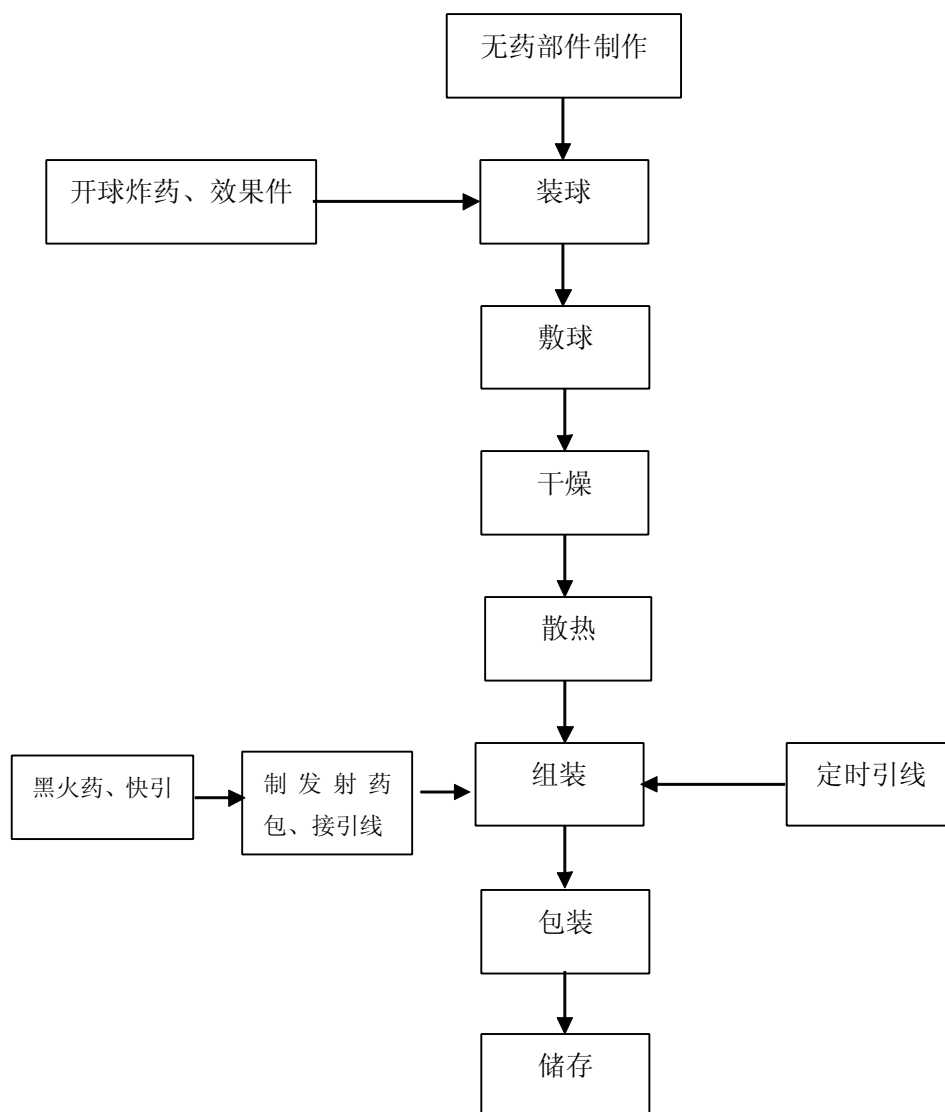 无药部件制作
开球炸药、效果件
装球
敷球
干燥
散热
黑火药、快引
制发射药
包、接引线
组装
定时引线
包装
储存